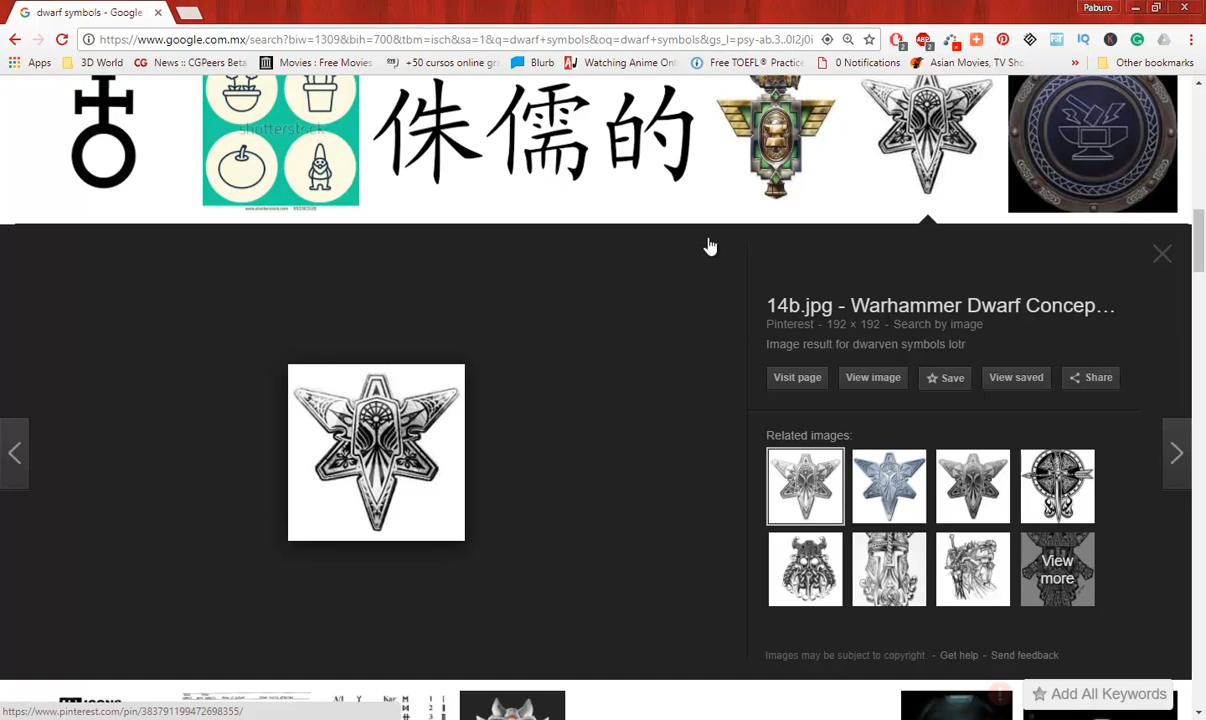 dwarf symbols - Google
Paburo
https://www.google.com.mx/search?biw=1309&bih=700&tbm=isch&sa=1&q=dwarf+symbols&oq=dwarf+symbols&gs_l=psy-ab.3..0l2j0i
Apps
3D World
News :: CGPeers Beta
Movies : Free Movies
+50 cursos online gr
Blurb
Watching Anime Onl
Free TOEFL® Practice
0 Notifications
Asian Movies, TV Sho
»
Other bookmarks
侏儒的
shutterstock
14b.jpg - Warhammer Dwarf Concep...
Pinterest - 192 × 192 - Search by image
Image result for dwarven symbols lotr
Visit page
View image
Save
View saved
Share
Related images:
View
more
Images may be subject to copyright. - Get help - Send feedback
Add All Keywords
https://www.pinterest.com/pin/383791199472698355/